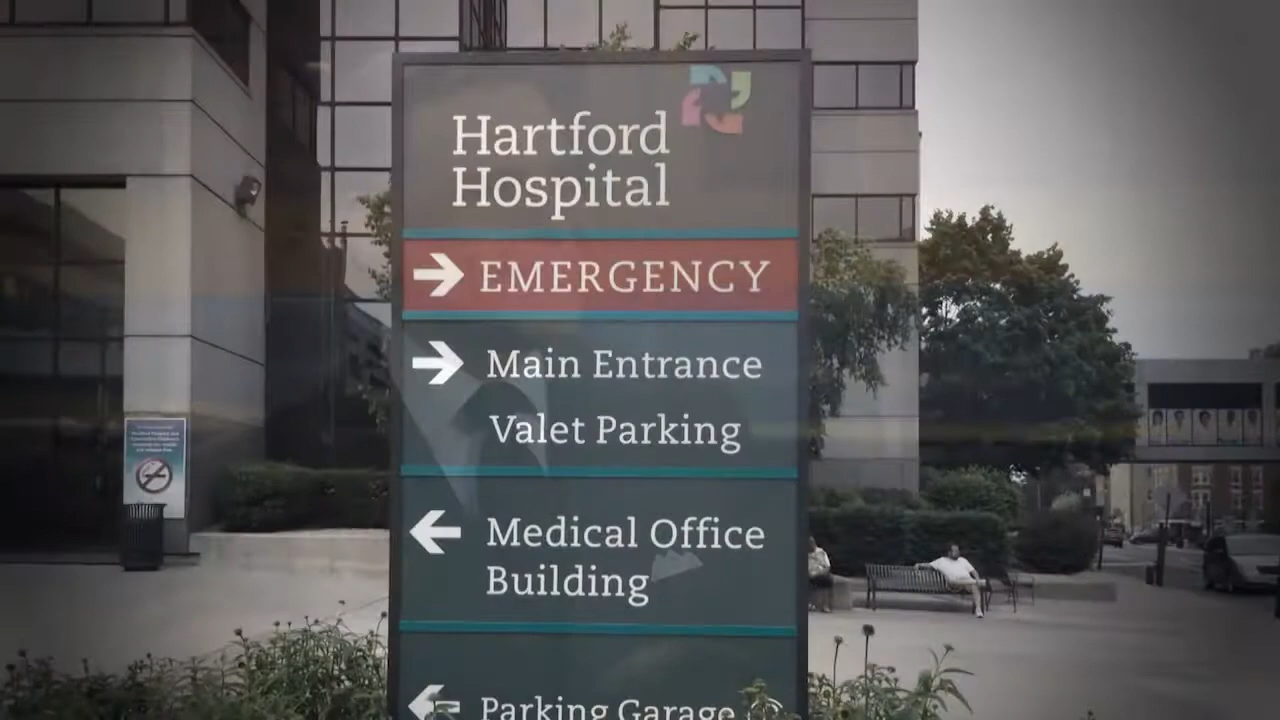 Hartford
Hospital
EMERGENCY
Main Entrance
Valet Parking
Medical Office
Building
Parking Garage